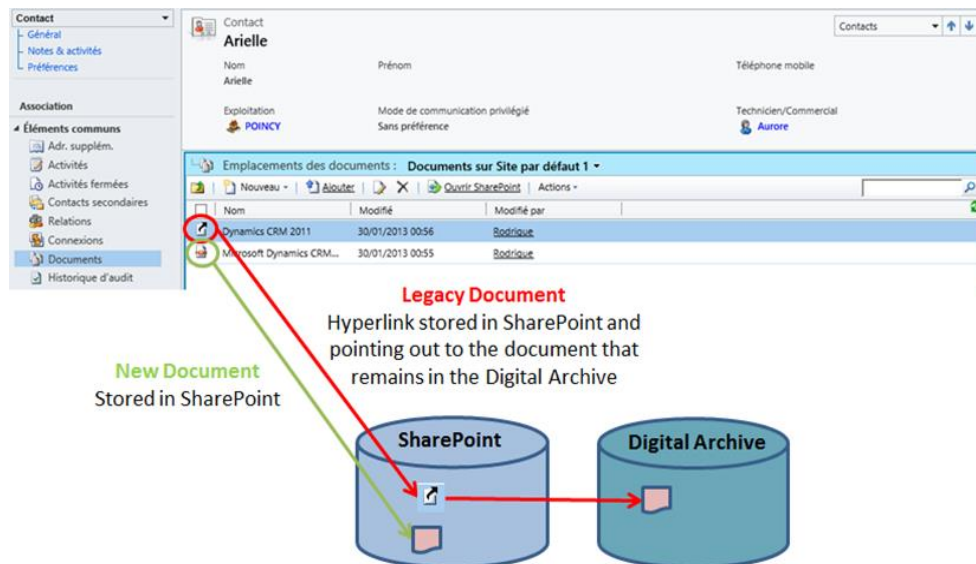 Contact
Général
Notes & activités
Préférences
Association
Éléments communs
Adr. supplém.
Activités
Activités fermées
Contacts secondaires
Relations
Connexions
Documents
Historique d'audit
Contact
Arielle
Contacts
Nom Prénom Téléphone mobile
Arielle
Exploitation Mode de communication privilégié Technicien/Commercial
POINCY Sans préférence Aurore
Emplacements des documents : Documents sur Site par défaut 1
Nouveau Ajouter Ouvrir SharePoint Actions
Nom Modifié Modifié par
Dynamics CRM 2011 30/01/2013 00:56 Rodrigue
Microsoft Dynamics CRM... 30/01/2013 00:55 Rodrigue
Legacy Document
Hyperlink stored in SharePoint and
pointing out to the document that
remains in the Digital Archive
New Document
Stored in SharePoint
SharePoint
Digital Archive